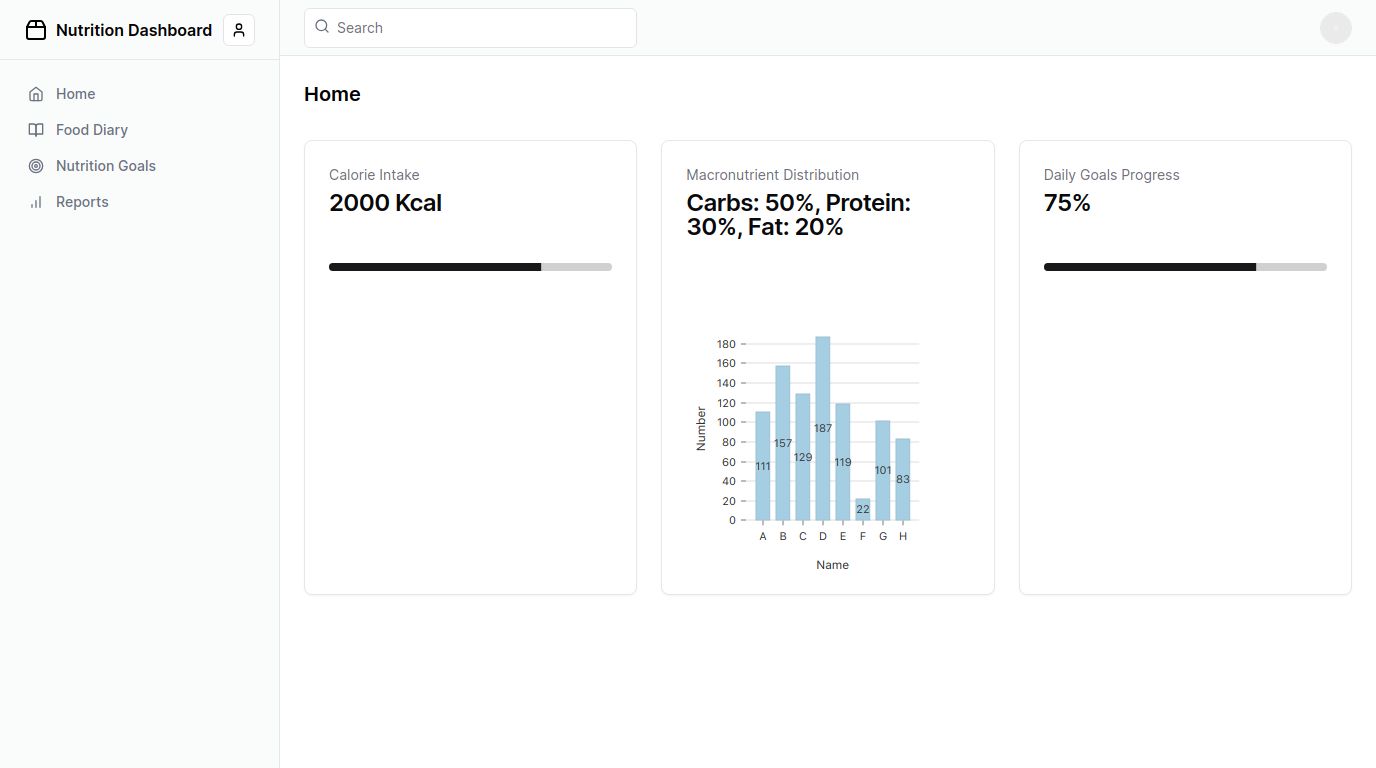 Nutrition Dashboard
Search
Home
Food Diary
Nutrition Goals
Reports
Home
Calorie Intake
2000 Kcal
Macronutrient Distribution
Carbs: 50%, Protein:
30%, Fat: 20%
Number
180
160
140
120
100
80
60
40
20
0
111
157
129
187
119
22
101
83
A B C D E F G H
Name
Daily Goals Progress
75%